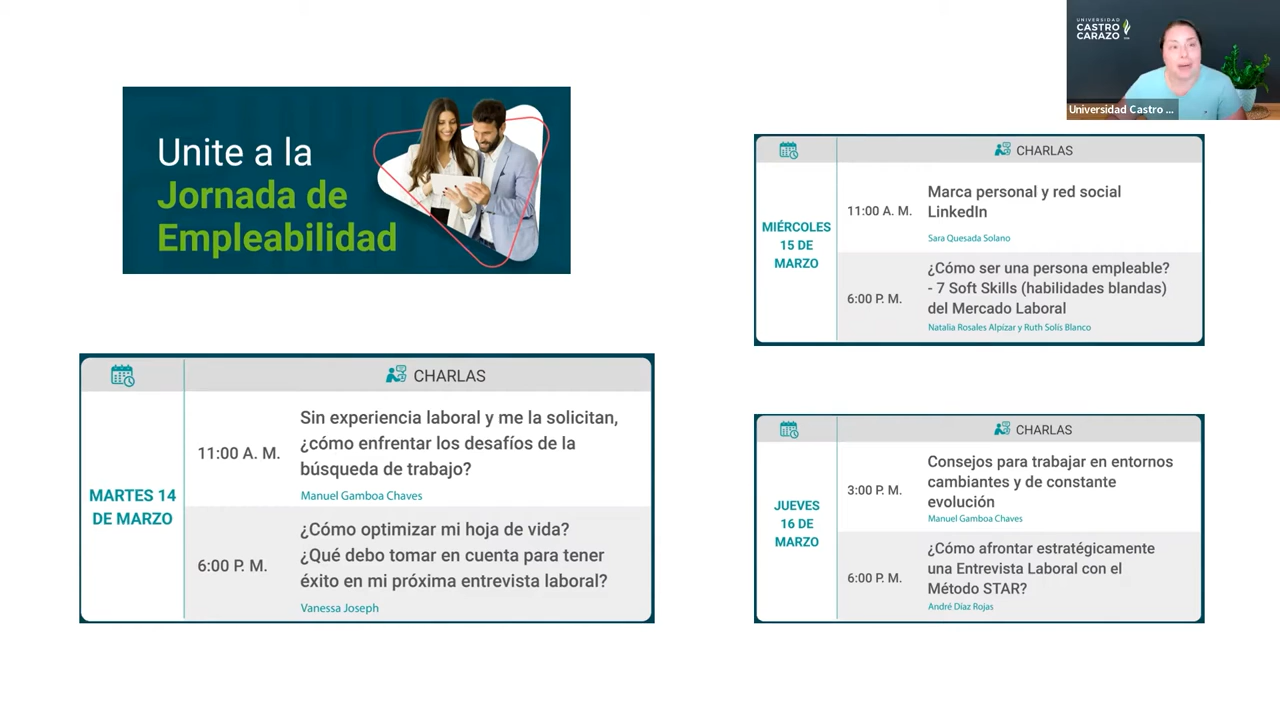 Unite a la
Jornada de
Empleabilidad
CHARLAS
MARTES 14
DE MARZO
11:00 A. M.
Sin experiencia laboral y me la solicitan,
¿cómo enfrentar los desafíos de la
búsqueda de trabajo?
Manuel Gamboa Chaves
6:00 P. M.
¿Cómo optimizar mi hoja de vida?
¿Qué debo tomar en cuenta para tener
éxito en mi próxima entrevista laboral?
Vanessa Joseph
UNIVERSIDAD
CASTRO
CARAZO
Universidad Castro ...
CHARLAS
MIÉRCOLES
15 DE
MARZO
11:00 A. M.
Marca personal y red social
LinkedIn
Sara Quesada Solano
6:00 P. M.
¿Cómo ser una persona empleable?
- 7 Soft Skills (habilidades blandas)
del Mercado Laboral
Natalia Rosales Alpízar y Ruth Solís Blanco
CHARLAS
JUEVES
16 DE
MARZO
3:00 P. M.
Consejos para trabajar en entornos
cambiantes y de constante
evolución
Manuel Gamboa Chaves
6:00 P. M.
¿Cómo afrontar estratégicamente
una Entrevista Laboral con el
Método STAR?
André Díaz Rojas